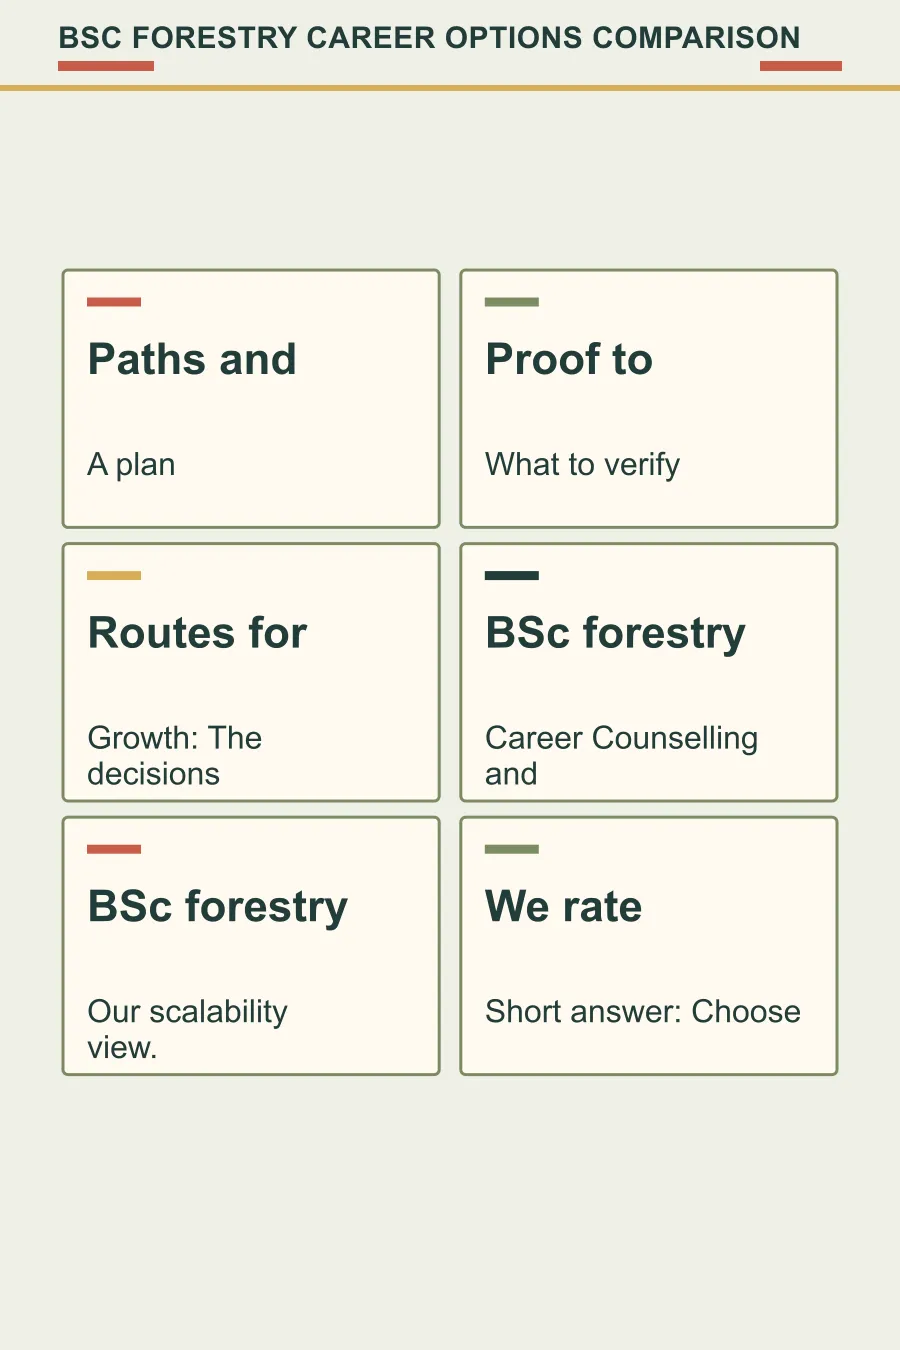 BSC FORESTRY CAREER OPTIONS COMPARISON
Paths and
A plan
Proof to
What to verify
Routes for
Growth: The
decisions
BSc forestry
Career Counselling
and
BSc forestry
Our scalability
view.
We rate
Short answer: Choose